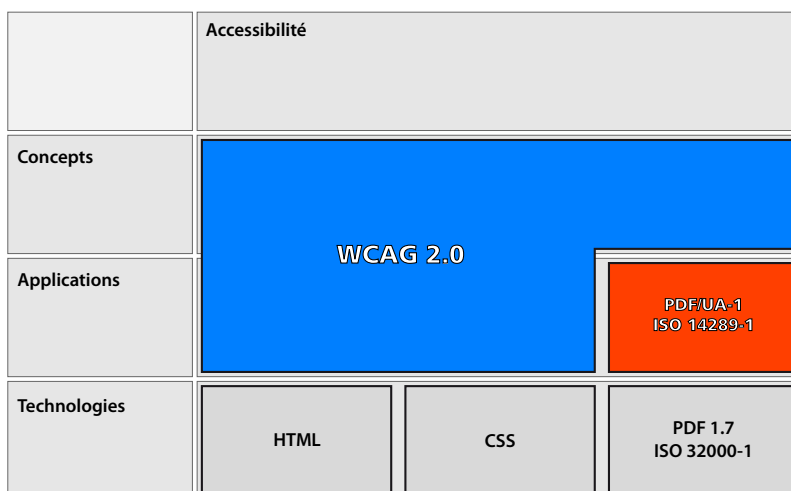 Accessibilité
Concepts
WCAG 2.0
Applications
PDF/UA-1
ISO 14289-1
Technologies
HTML
CSS
PDF 1.7
ISO 32000-1